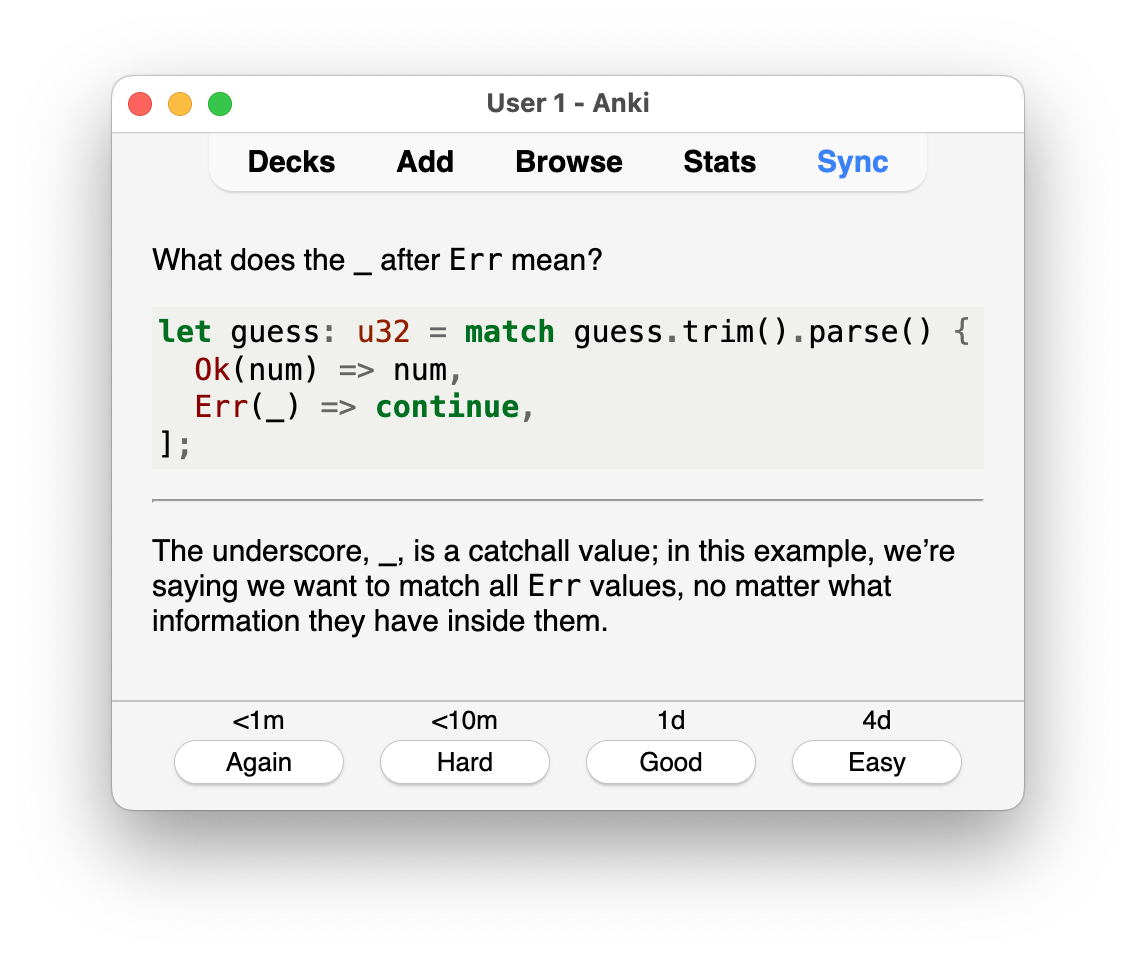 User 1 - Anki
Decks Add Browse Stats Sync
What does the _ after Err mean?
let guess: u32 = match guess.trim().parse() {
  Ok(num) => num,
  Err(_) => continue,
];
The underscore, _, is a catchall value; in this example, we’re
saying we want to match all Err values, no matter what
information they have inside them.
<1m <10m 1d 4d
Again Hard Good Easy